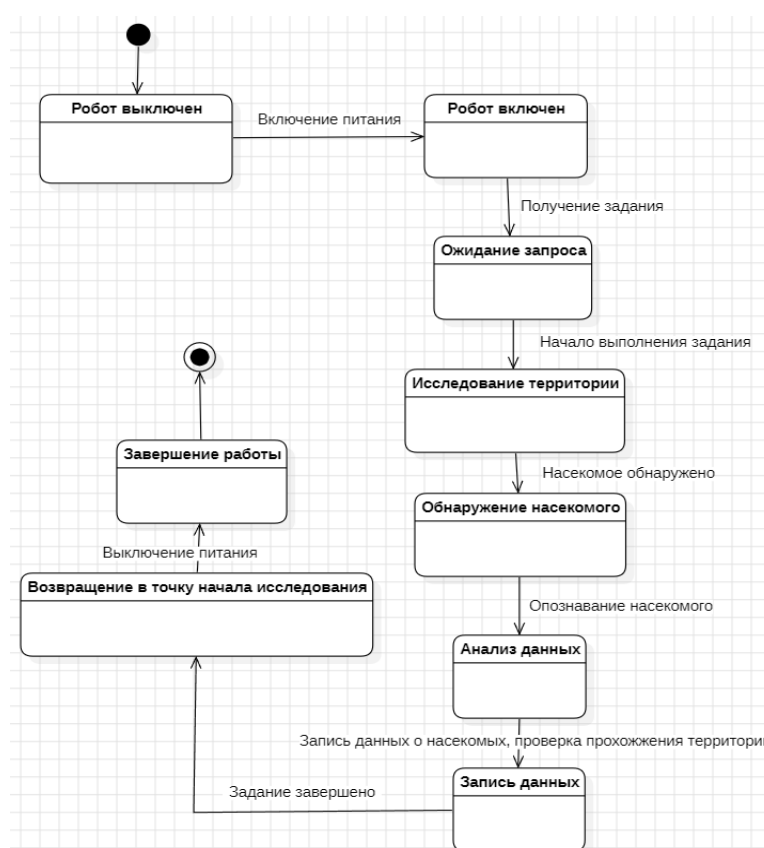 Робот выключен
Включение питания
Робот включен
Получение задания
Ожидание запроса
Начало выполнения задания
Исследование территории
Насекомое обнаружено
Обнаружение насекомого
Опознавание насекомого
Анализ данных
Запись данных о насекомых, проверка прохожжения территори
Запись данных
Задание завершено
Возвращение в точку начала исследования
Выключение питания
Завершение работы